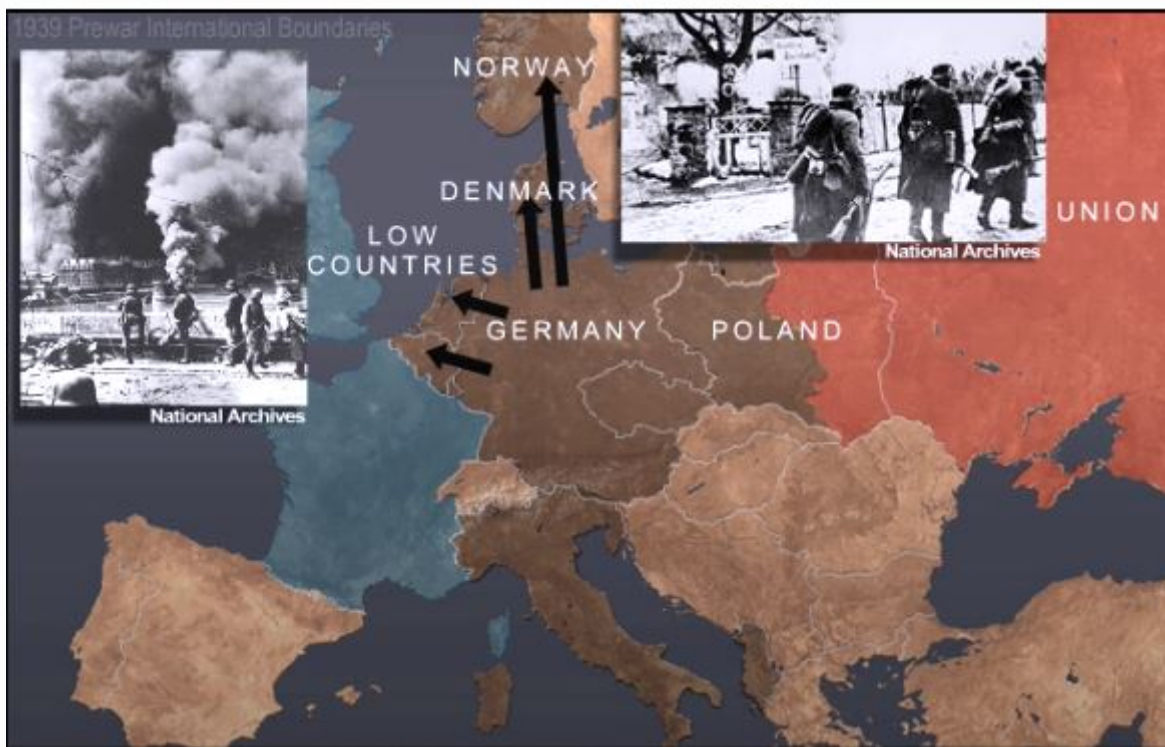 1939 Prewar International Boundaries
NORWAY
DENMARK
LOW
COUNTRIES
UNION
National Archives
GERMANY
POLAND
National Archives